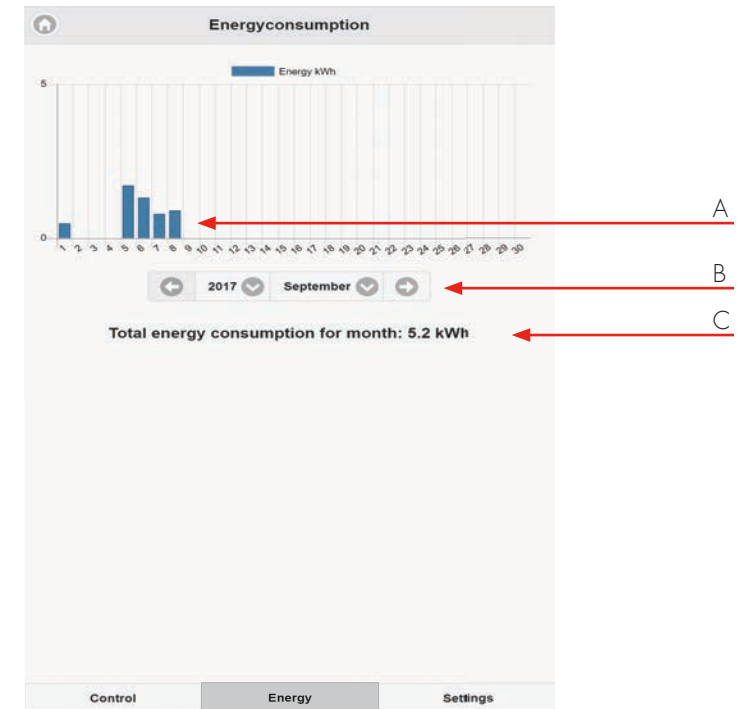 Energyconsumption
Energy kWh
5
0
1 2 3 4 5 6 7 8 9 10 11 12 13 14 15 16 17 18 19 20 21 22 23 24 25 26 27 28 29 30
A
2017 September
B
Total energy consumption for month: 5.2 kWh
C
Control Energy Settings